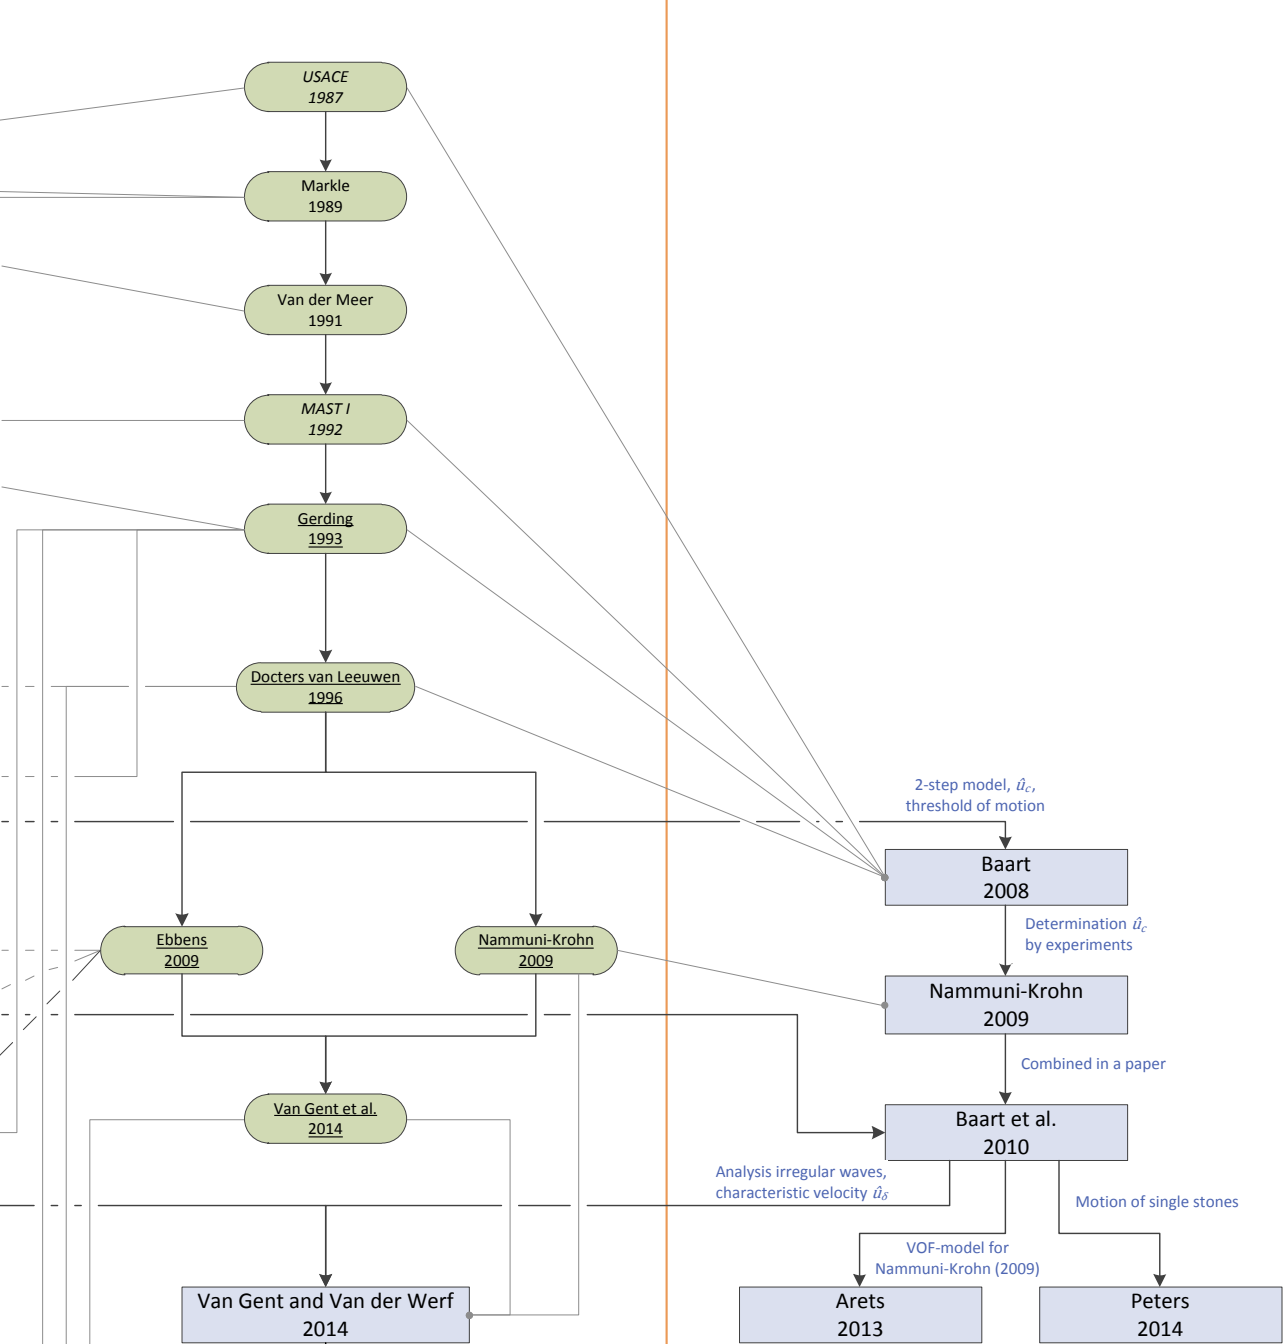 USACE
1987
Markle
1989
Van der Meer
1991
MAST I
1992
Gerding
1993
Docters van Leeuwen
1996
2-step model, û_c,
threshold of motion
Baart
2008
Determination û_c
by experiments
Ebbens
2009
Nammuni-Krohn
2009
Nammuni-Krohn
2009
Combined in a paper
Van Gent et al.
2014
Baart et al.
2010
Analysis irregular waves,
characteristic velocity û_δ
Motion of single stones
VOF-model for
Nammuni-Krohn (2009)
Van Gent and Van der Werf
2014
Arets
2013
Peters
2014